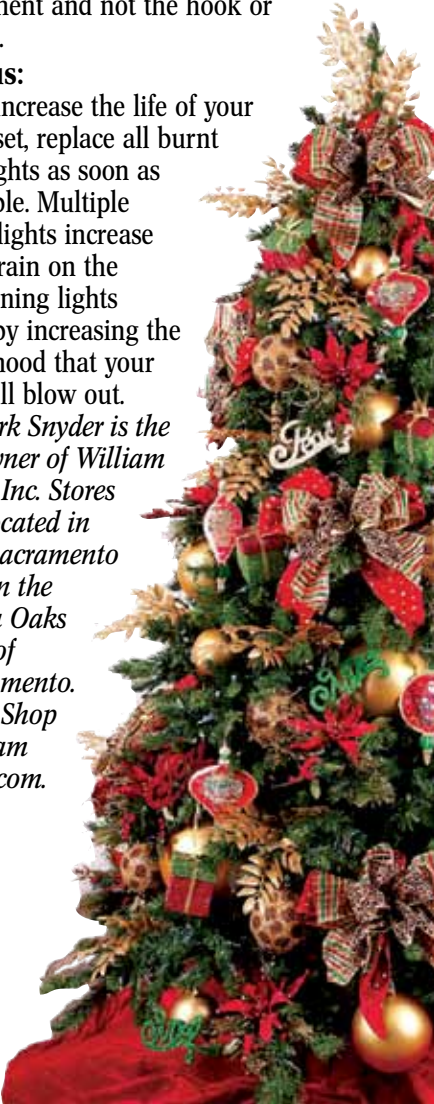 ment and not the hook or
.
us:
increase the life of your
set, replace all burnt
ghts as soon as
ble. Multiple
lights increase
rain on the
ning lights
by increasing the
hood that your
ll blow out.
rk Snyder is the
wner of William
Inc. Stores
cated in
acramento
n the
Oaks
of
mento.
Shop
am
com.